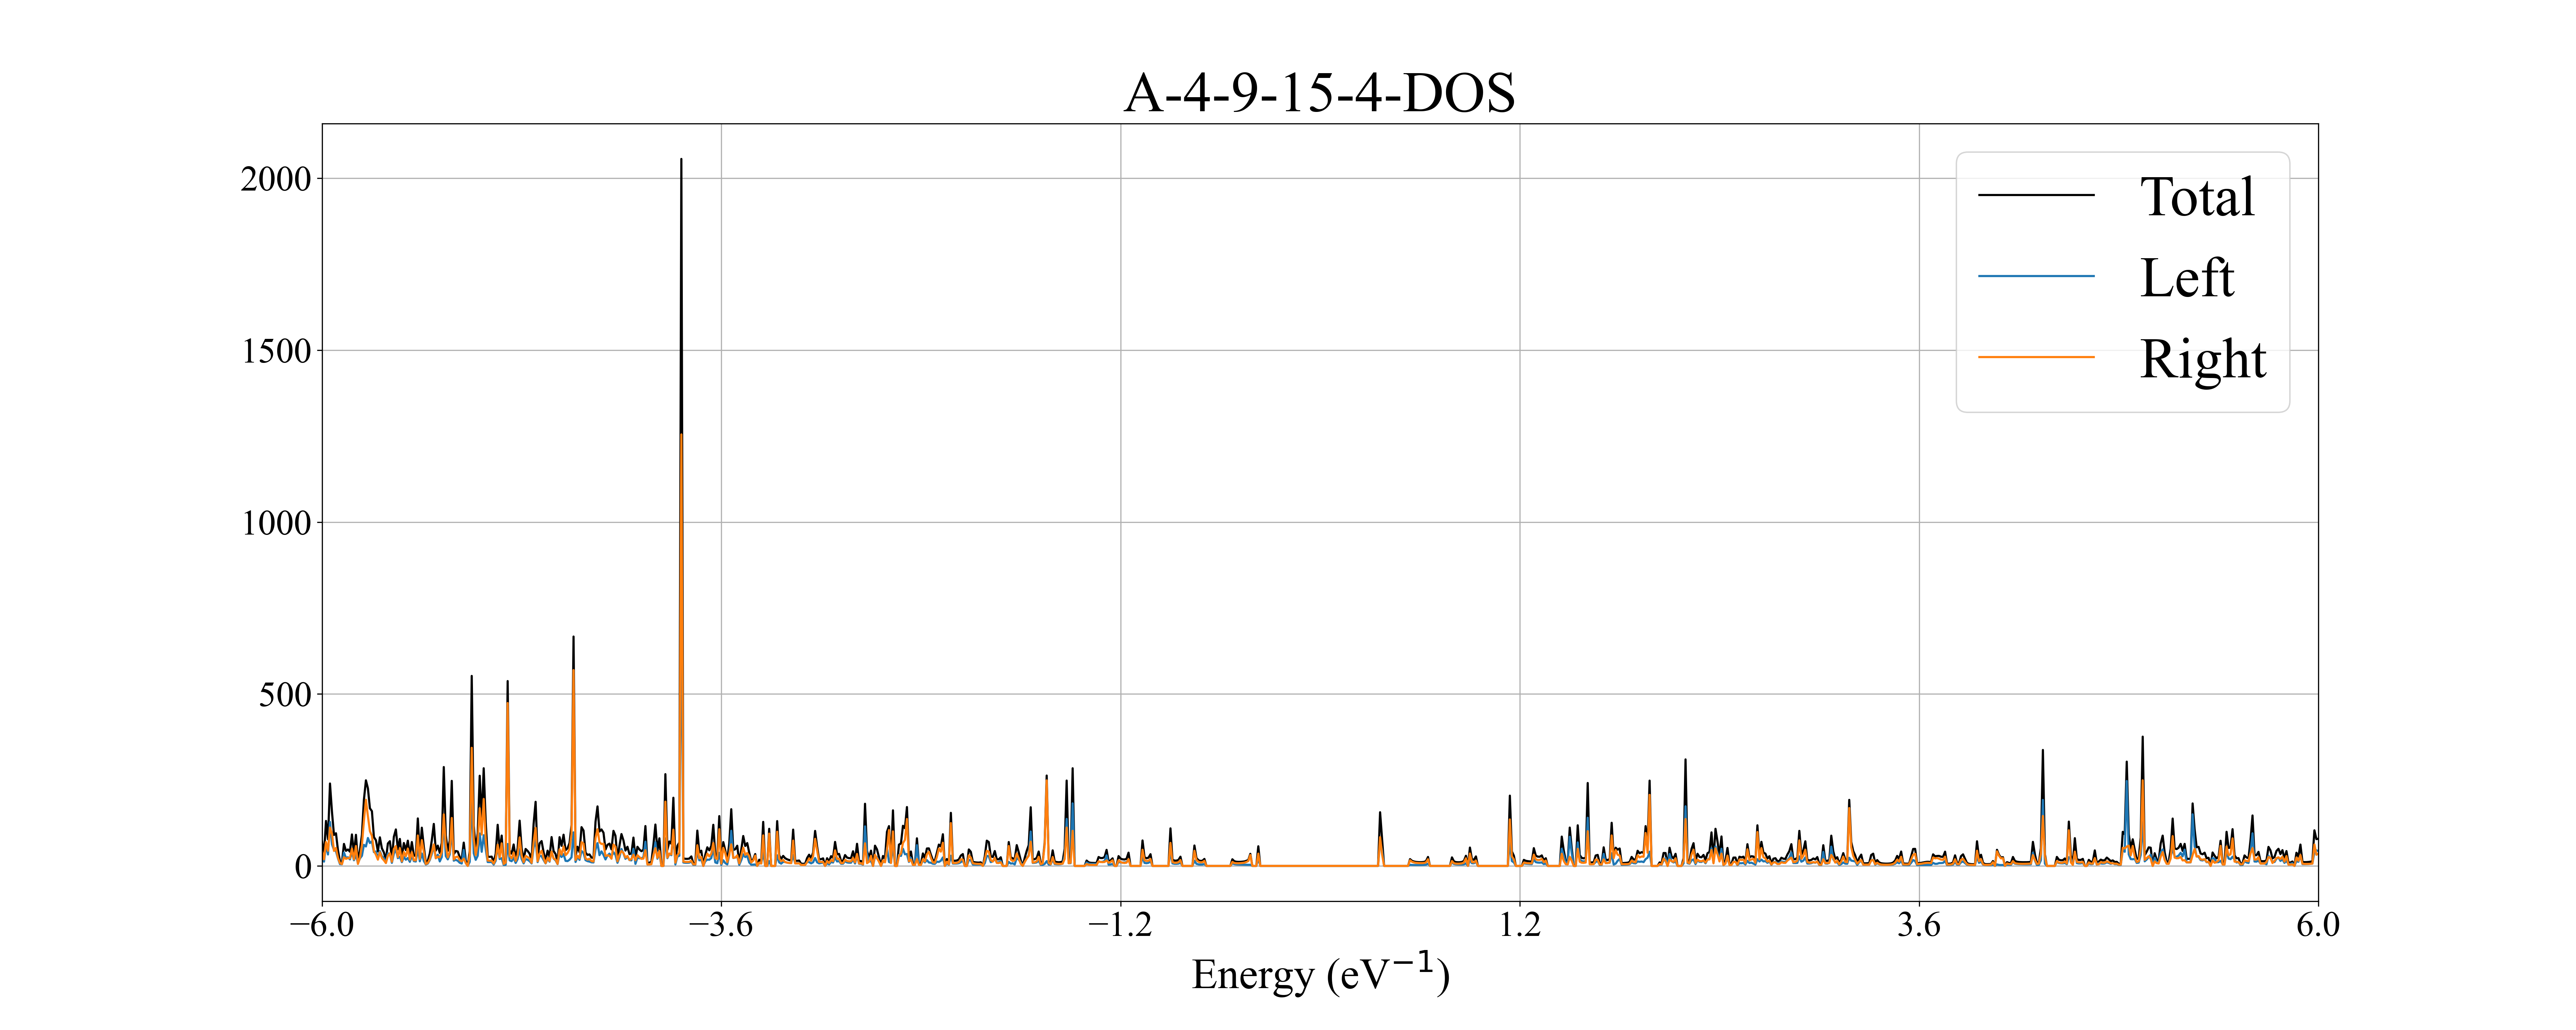 A-4-9-15-4-DOS
2000
1500
1000
500
0
Total
Left
Right
−6.0 −3.6 −1.2 1.2 3.6 6.0
Energy (eV⁻¹)